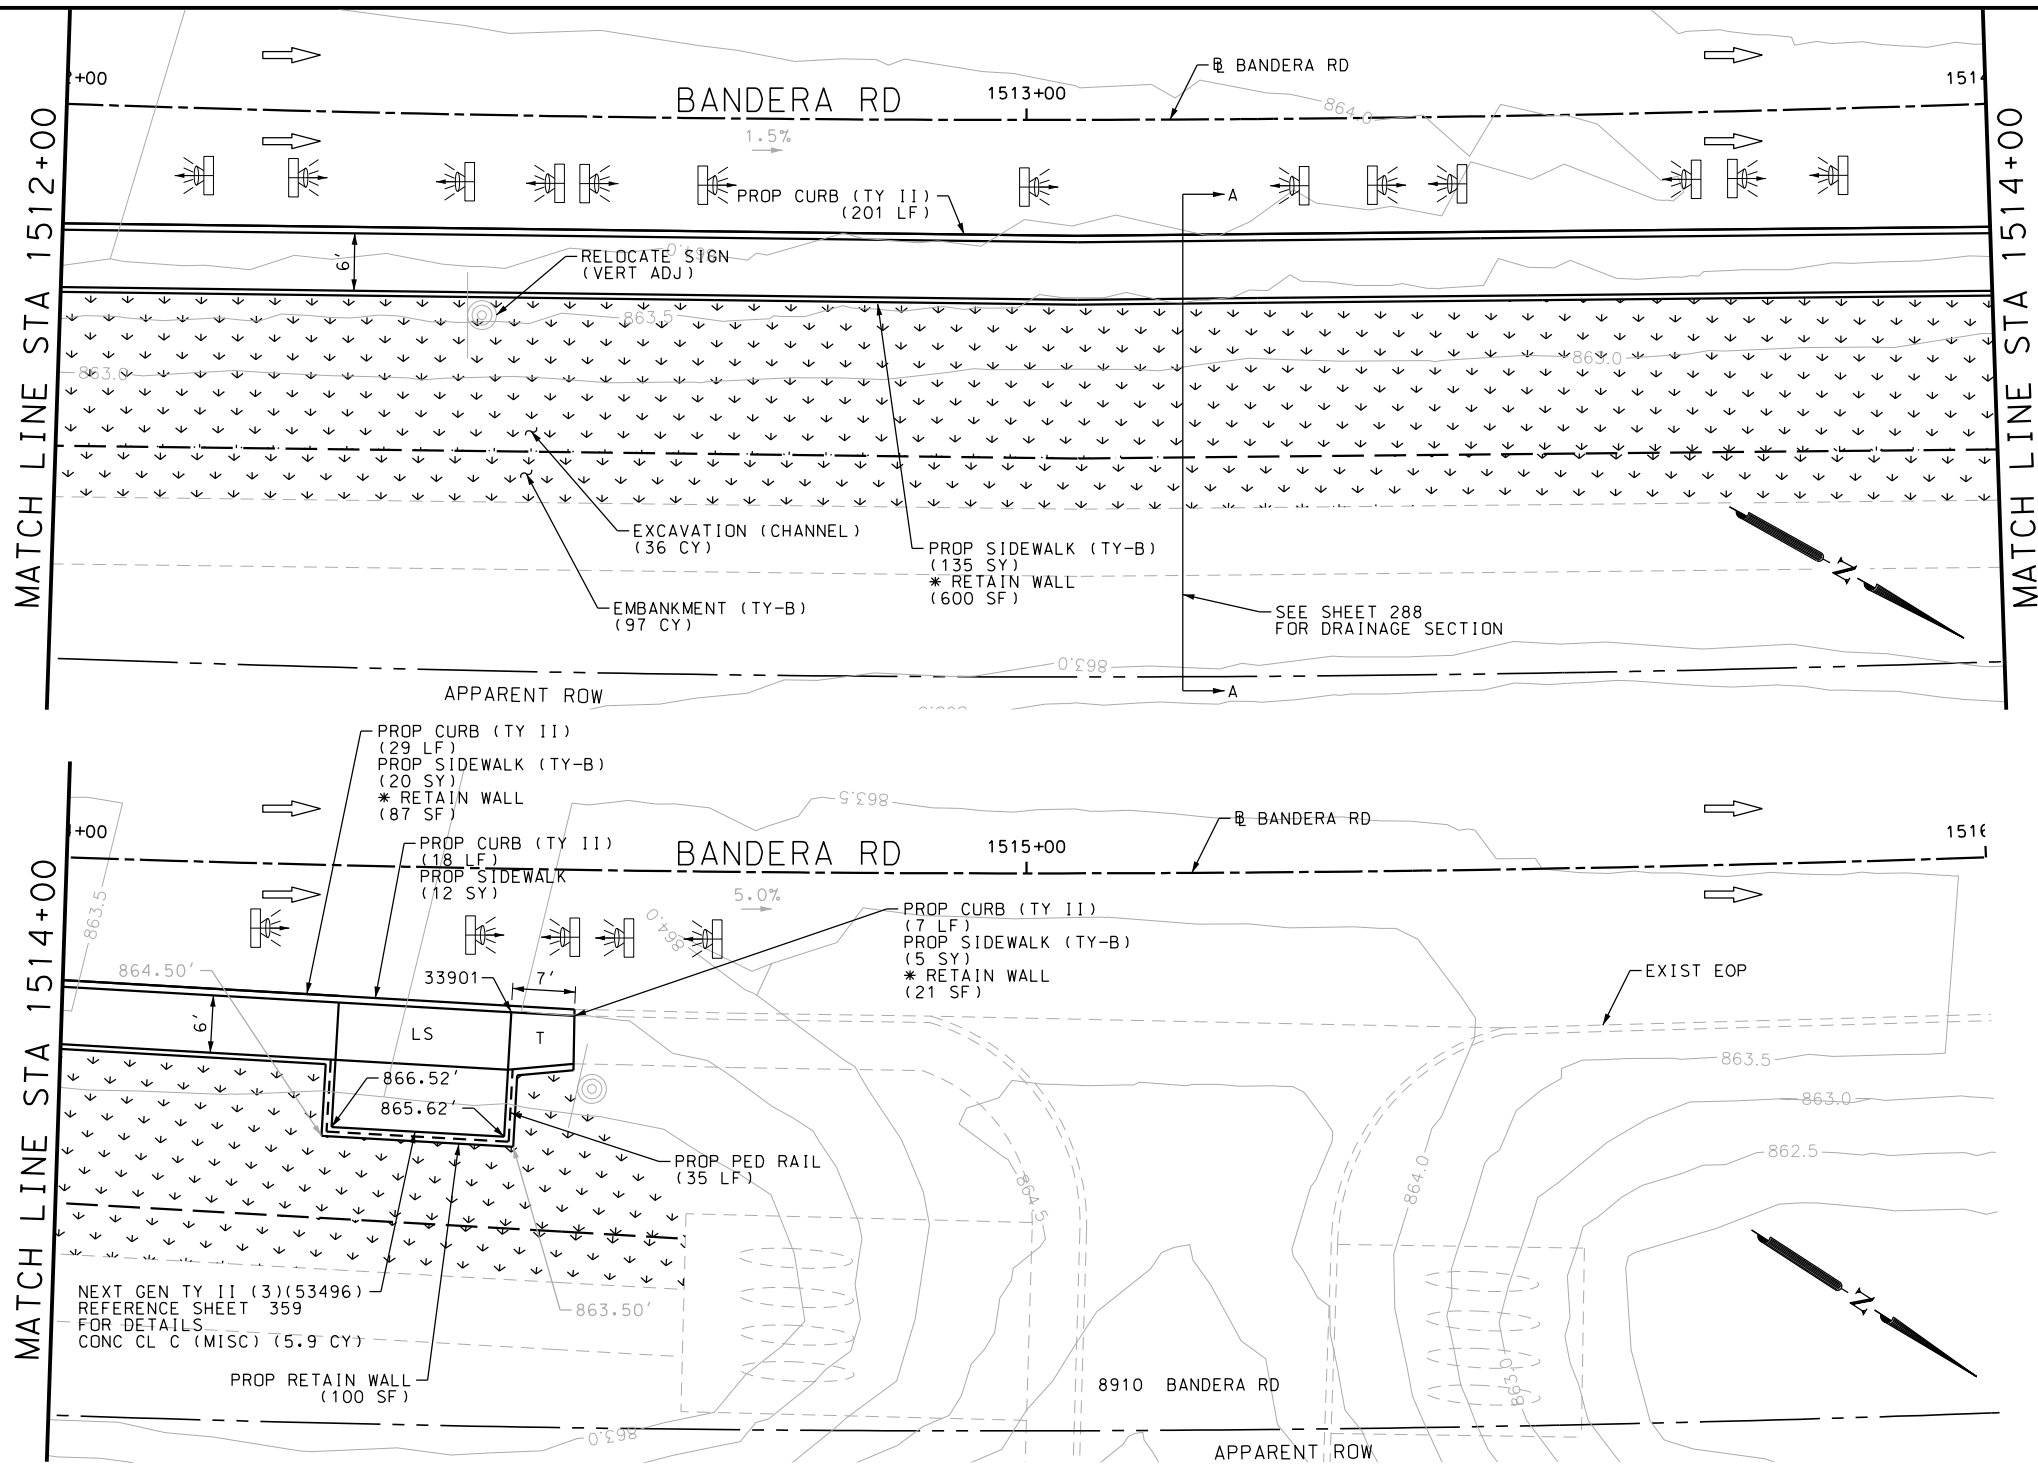 +00
BANDERA RD
1513+00
℄ BANDERA RD
864.0
1514
1.5%
PROP CURB (TY II)
(201 LF)
A
6'
RELOCATE SIGN
(VERT ADJ)
863.5
863.0
863.0
MATCH LINE STA 1512+00
MATCH LINE STA 1514+00
EXCAVATION (CHANNEL)
(36 CY)
PROP SIDEWALK (TY-B)
(135 SY)
* RETAIN WALL
(600 SF)
EMBANKMENT (TY-B)
(97 CY)
SEE SHEET 288
FOR DRAINAGE SECTION
N
863.0
A
APPARENT ROW
PROP CURB (TY II)
(29 LF)
PROP SIDEWALK (TY-B)
(20 SY)
* RETAIN WALL
(87 SF)
863.5
+00
PROP CURB (TY II)
(18 LF)
PROP SIDEWALK
(12 SY)
BANDERA RD
1515+00
℄ BANDERA RD
1516
863.5
5.0%
864.0
PROP CURB (TY II)
(7 LF)
PROP SIDEWALK (TY-B)
(5 SY)
* RETAIN WALL
(21 SF)
864.50'
33901
7'
EXIST EOP
6'
LS
T
863.5
866.52'
865.62'
863.0
862.5
PROP PED RAIL
(35 LF)
864.5
864.0
MATCH LINE STA 1514+00
NEXT GEN TY II (3)(53496)
REFERENCE SHEET 359
FOR DETAILS
CONC CL C (MISC) (5.9 CY)
863.50'
N
PROP RETAIN WALL
(100 SF)
8910 BANDERA RD
863.0
863.0
APPARENT ROW